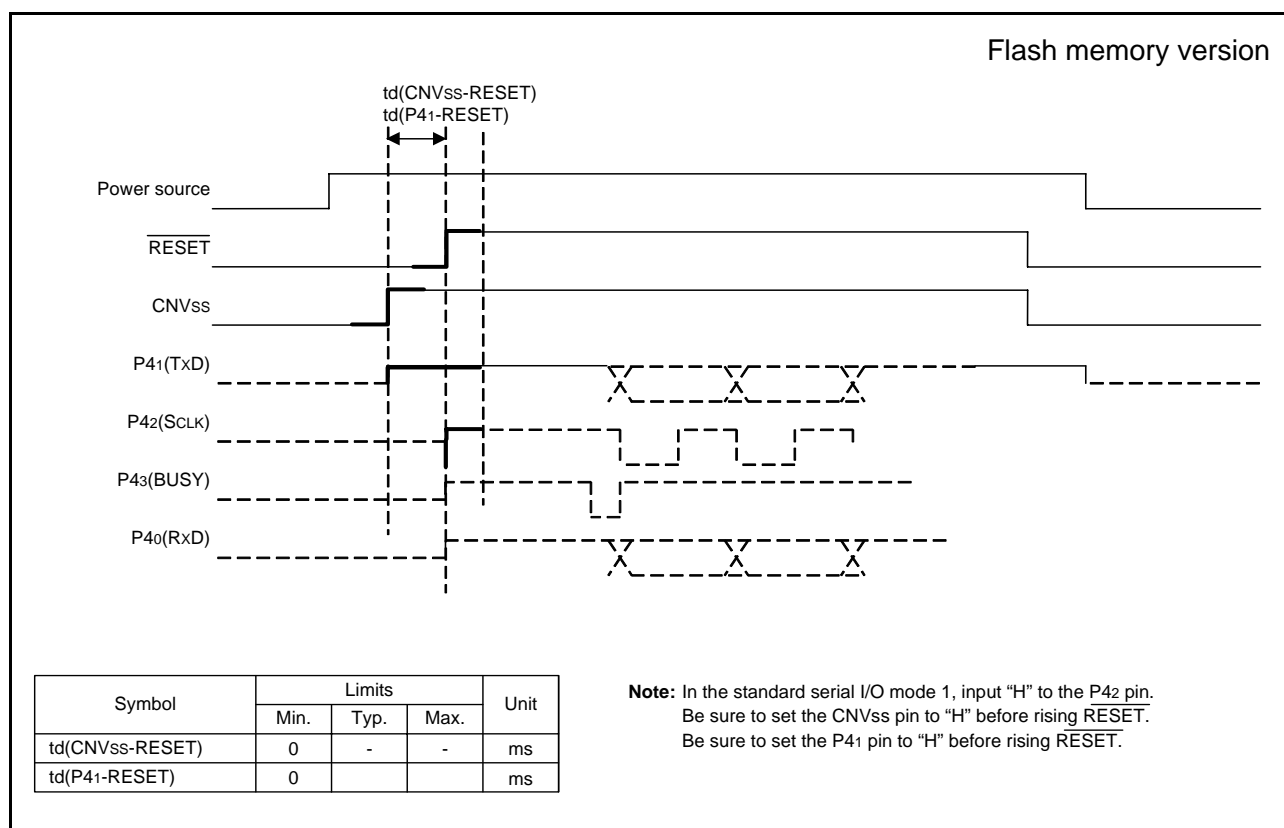 Flash memory version
td(CNVSS-RESET)
td(P41-RESET)
Power source
RESET
CNVSS
P41(TXD)
P42(SCLK)
P43(BUSY)
P40(RXD)
Symbol Limits Unit
Min. Typ. Max.
td(CNVSS-RESET) 0 - - ms
td(P41-RESET) 0 ms
Note: In the standard serial I/O mode 1, input “H” to the P42 pin.
Be sure to set the CNVss pin to “H” before rising RESET.
Be sure to set the P41 pin to “H” before rising RESET.